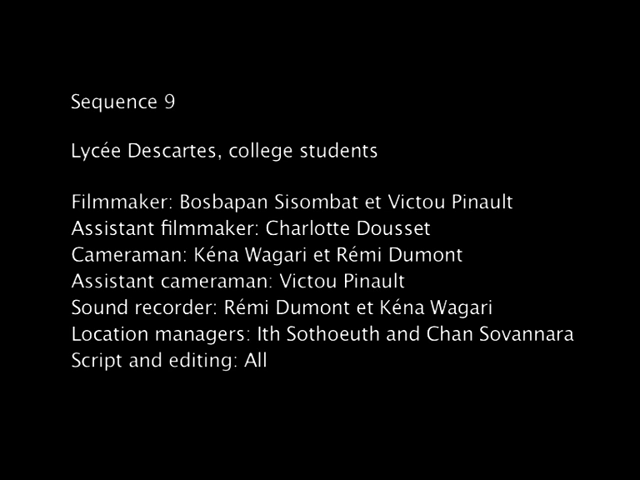 Sequence 9
Lycée Descartes, college students
Filmmaker: Bosbapan Sisombat et Victou Pinault
Assistant filmmaker: Charlotte Dousset
Cameraman: Kéna Wagari et Rémi Dumont
Assistant cameraman: Victou Pinault
Sound recorder: Rémi Dumont et Kéna Wagari
Location managers: Ith Sothoeuth and Chan Sovannara
Script and editing: All